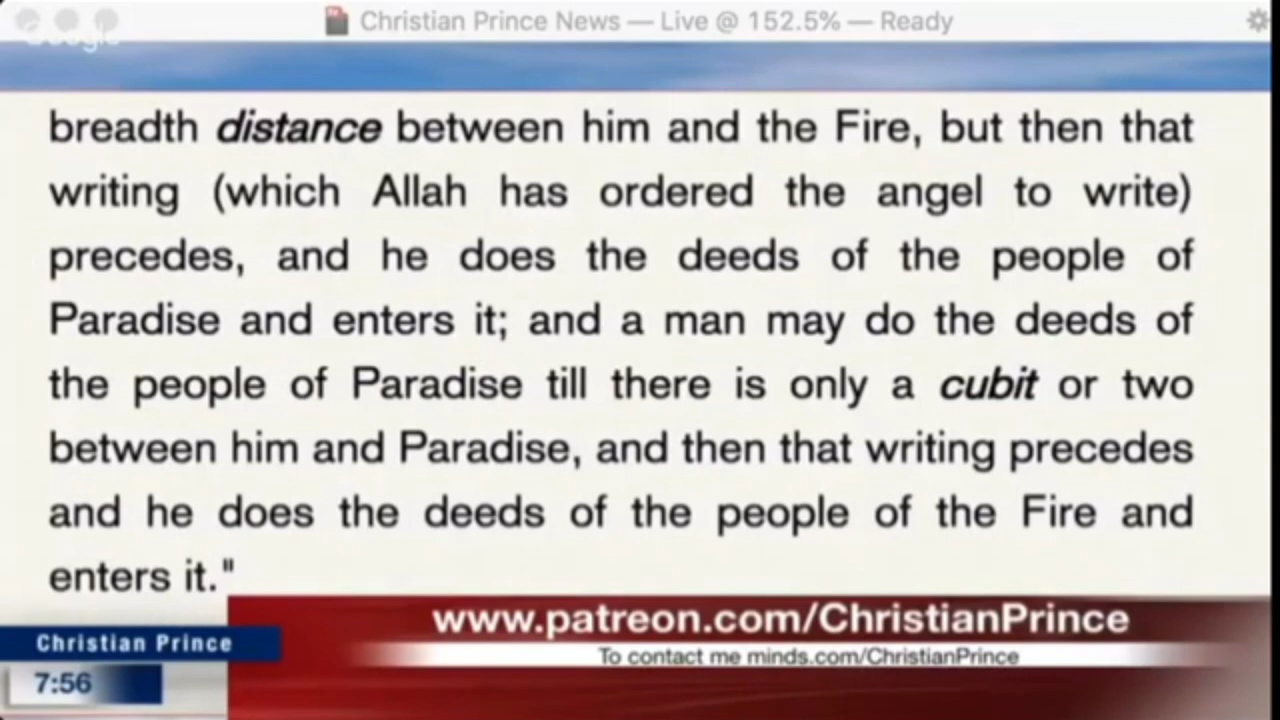 Christian Prince News — Live @ 152.5% — Ready
Google
breadth distance between him and the Fire, but then that
writing (which Allah has ordered the angel to write)
precedes, and he does the deeds of the people of
Paradise and enters it; and a man may do the deeds of
the people of Paradise till there is only a cubit or two
between him and Paradise, and then that writing precedes
and he does the deeds of the people of the Fire and
enters it."
www.patreon.com/ChristianPrince
To contact me minds.com/ChristianPrince
Christian Prince
7:56